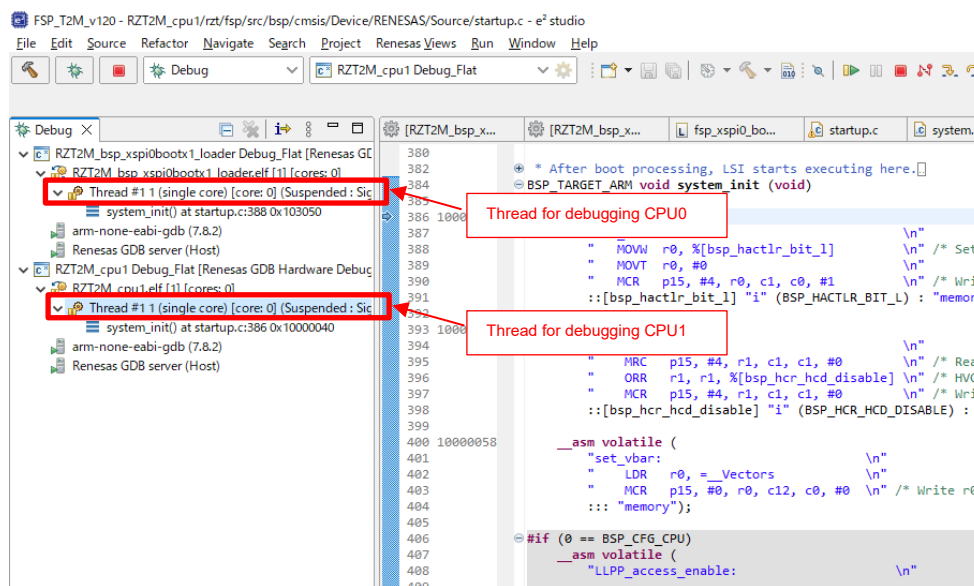 FSP_T2M_v120 - RZT2M_cpu1/rzt/fsp/src/bsp/cmsis/Device/RENESAS/Source/startup.c - e² studio
File Edit Source Refactor Navigate Search Project Renesas Views Run Window Help
Debug RZT2M_cpu1 Debug_Flat
Debug [RZT2M_bsp_x... [RZT2M_bsp_x... fsp_xspi0_bo... startup.c system.
RZT2M_bsp_xspi0bootx1_loader Debug_Flat [Renesas GD
RZT2M_bsp_xspi0bootx1_loader.elf [1] [cores: 0]
Thread #1 1 (single core) [core: 0] (Suspended : Sig
system_init() at startup.c:388 0x103050
arm-none-eabi-gdb (7.8.2)
Renesas GDB server (Host)
RZT2M_cpu1 Debug_Flat [Renesas GDB Hardware Debug
RZT2M_cpu1.elf [1] [cores: 0]
Thread #1 1 (single core) [core: 0] (Suspended : Sig
system_init() at startup.c:386 0x10000040
arm-none-eabi-gdb (7.8.2)
Renesas GDB server (Host)
Thread for debugging CPU0
Thread for debugging CPU1
380
382 * After boot processing, LSI starts executing here.
384 BSP_TARGET_ARM void system_init (void)
385
386 1000
387 \n"
388 " MOVW r0, %[bsp_hactlr_bit_l] \n" /* Set
389 " MOVT r0, #0 \n"
390 " MCR p15, #4, r0, c1, c0, #1 \n" /* Wri
391 ::[bsp_hactlr_bit_l] "i" (BSP_HACTLR_BIT_L) : "memor
392
393 1000
394 \n"
395 " MRC p15, #4, r1, c1, c1, #0 \n" /* Rea
396 " ORR r1, r1, %[bsp_hcr_hcd_disable] \n" /* HVC
397 " MCR p15, #4, r1, c1, c1, #0 \n" /* Wri
398 ::[bsp_hcr_hcd_disable] "i" (BSP_HCR_HCD_DISABLE) :
399
400 10000058 __asm volatile (
401 "set_vbar: \n"
402 " LDR r0, =__Vectors \n"
403 " MCR p15, #0, r0, c12, c0, #0 \n" /* Write r0
404 ::: "memory");
405
406 #if (0 == BSP_CFG_CPU)
407 __asm volatile (
408 "LLPP_access_enable: \n"
409